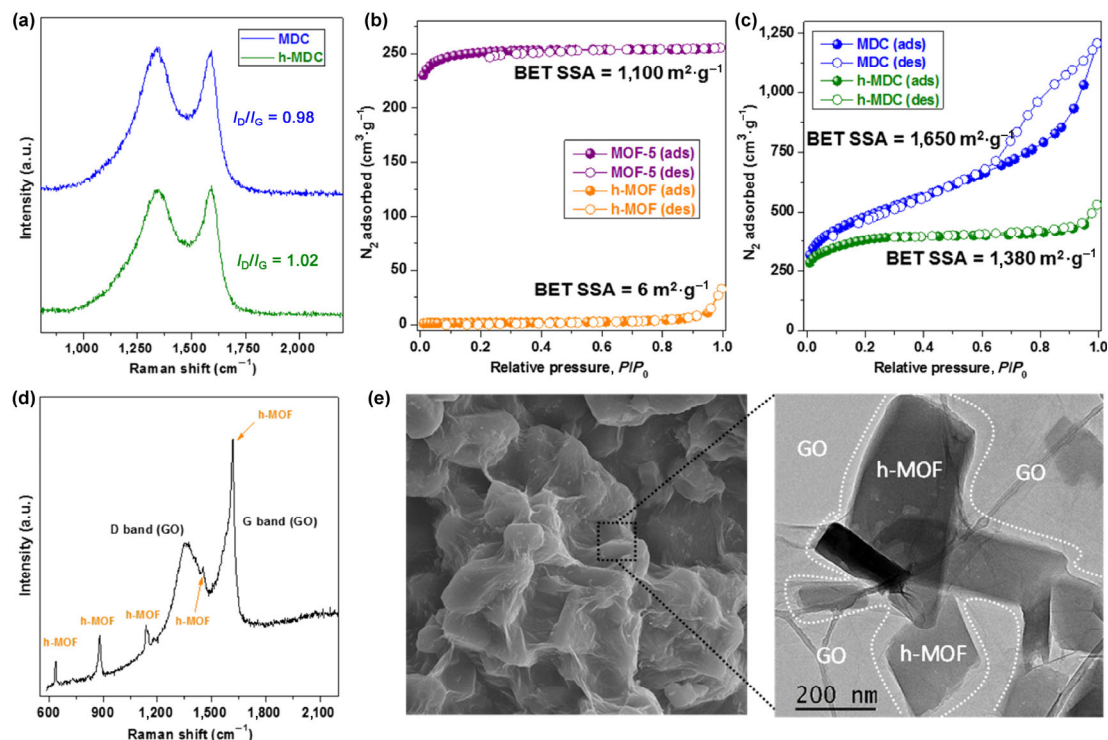 (a)
MDC
h-MDC
I_D/I_G = 0.98
I_D/I_G = 1.02
Intensity (a.u.)
1,000 1,250 1,500 1,750 2,000
Raman shift (cm⁻¹)
(b)
300
250
200
150
100
50
0
BET SSA = 1,100 m²·g⁻¹
MOF-5 (ads)
MOF-5 (des)
h-MOF (ads)
h-MOF (des)
BET SSA = 6 m²·g⁻¹
N₂ adsorbed (cm³·g⁻¹)
0.0 0.2 0.4 0.6 0.8 1.0
Relative pressure, P/P₀
(c)
1,250
1,000
750
500
250
0
MDC (ads)
MDC (des)
h-MDC (ads)
h-MDC (des)
BET SSA = 1,650 m²·g⁻¹
BET SSA = 1,380 m²·g⁻¹
N₂ adsorbed (cm³·g⁻¹)
0.0 0.2 0.4 0.6 0.8 1.0
Relative pressure, P/P₀
(d)
h-MOF
D band (GO)
G band (GO)
h-MOF
h-MOF
h-MOF
h-MOF
Intensity (a.u.)
600 900 1,200 1,500 1,800 2,100
Raman shift (cm⁻¹)
(e)
GO
h-MOF
GO
GO
h-MOF
200 nm